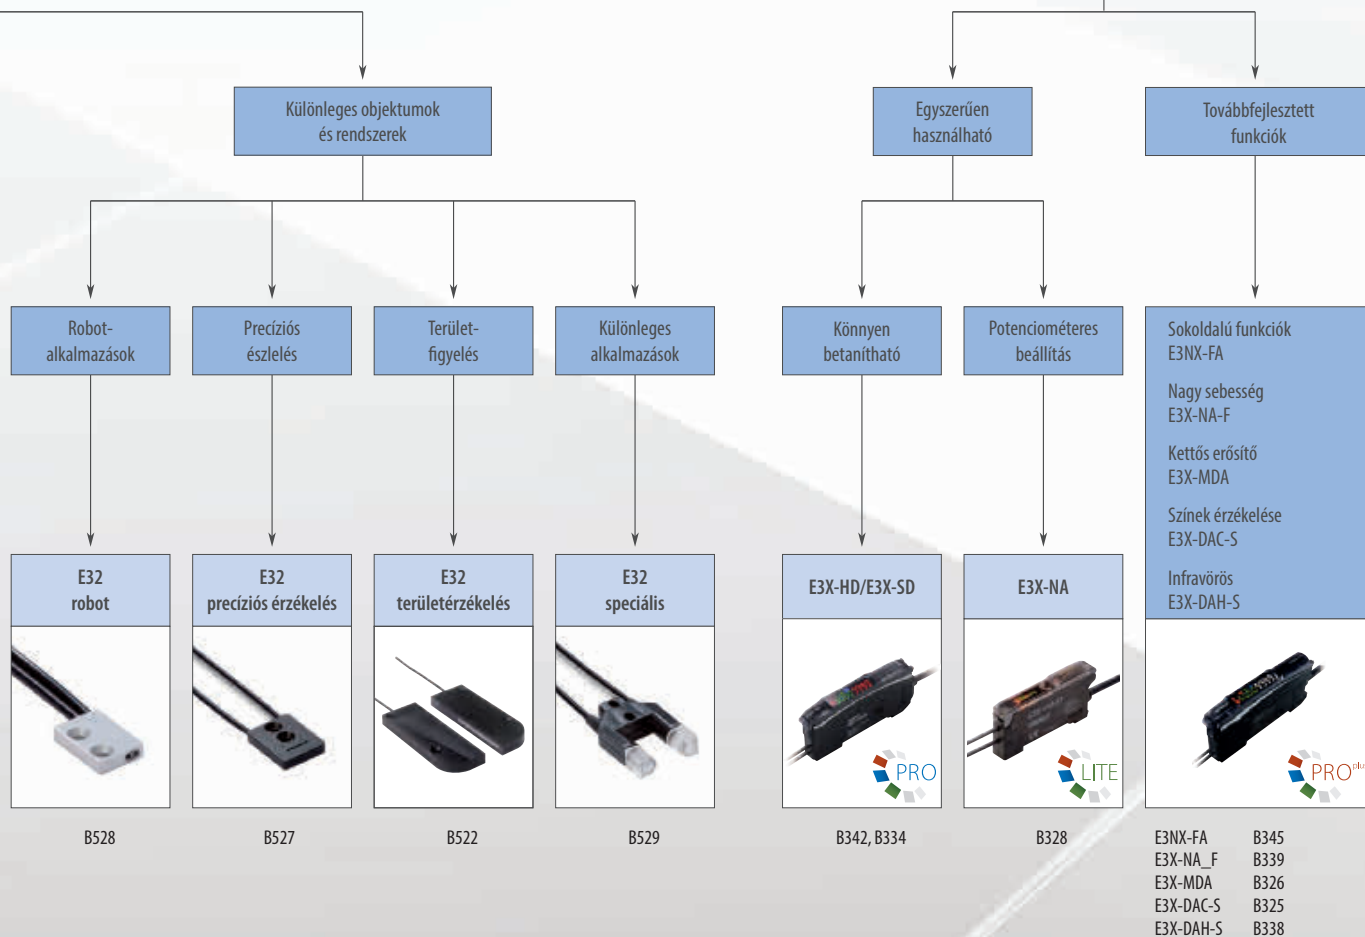 Különleges objektumok
és rendszerek
Egyszerűen
használható
Továbbfejlesztett
funkciók
Robot-
alkalmazások
Precíziós
észlelés
Terület-
figyelés
Különleges
alkalmazások
Könnyen
betanítható
Potenciométeres
beállítás
Sokoldalú funkciók
E3NX-FA
Nagy sebesség
E3X-NA-F
Kettős erősítő
E3X-MDA
Színek érzékelése
E3X-DAC-S
Infravörös
E3X-DAH-S
E32
robot
E32
precíziós érzékelés
E32
területérzékelés
E32
speciális
E3X-HD/E3X-SD
E3X-NA
PRO
LITE
PROplu
B528
B527
B522
B529
B342, B334
B328
E3NX-FA B345
E3X-NA_F B339
E3X-MDA B326
E3X-DAC-S B325
E3X-DAH-S B338